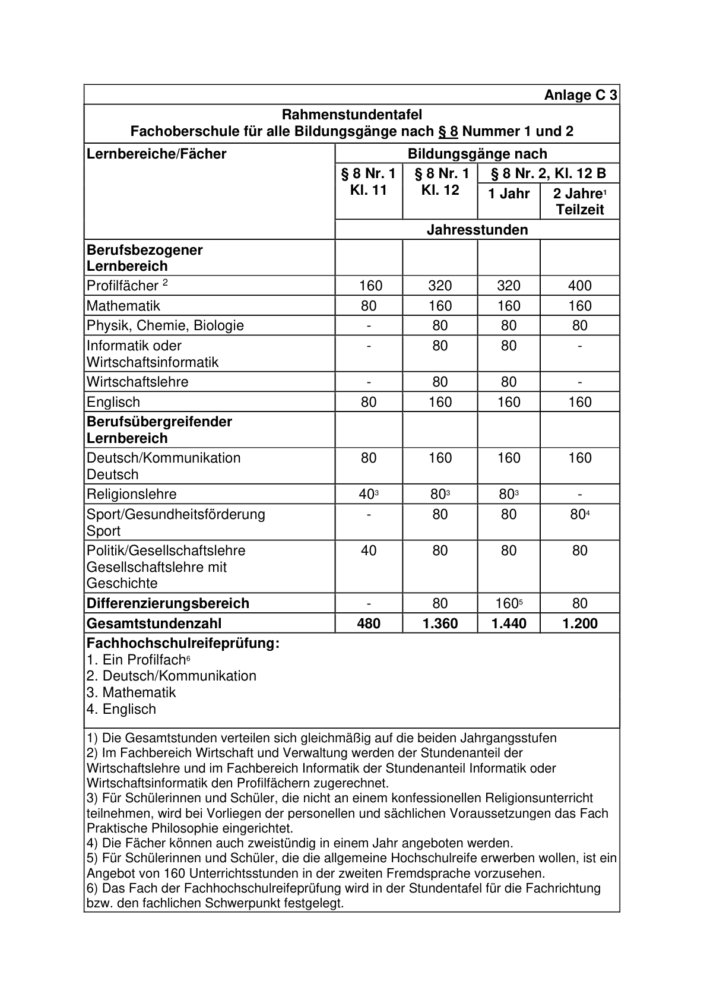 Anlage C 3
Rahmenstundentafel
Fachoberschule für alle Bildungsgänge nach § 8 Nummer 1 und 2
Lernbereiche/Fächer Bildungsgänge nach
§ 8 Nr. 1 Kl. 11 § 8 Nr. 1 Kl. 12 § 8 Nr. 2, Kl. 12 B
1 Jahr 2 Jahre¹ Teilzeit
Jahresstunden
Berufsbezogener
Lernbereich
Profilfächer ² 160 320 320 400
Mathematik 80 160 160 160
Physik, Chemie, Biologie - 80 80 80
Informatik oder - 80 80 -
Wirtschaftsinformatik
Wirtschaftslehre - 80 80 -
Englisch 80 160 160 160
Berufsübergreifender
Lernbereich
Deutsch/Kommunikation 80 160 160 160
Deutsch
Religionslehre 40³ 80³ 80³ -
Sport/Gesundheitsförderung - 80 80 80⁴
Sport
Politik/Gesellschaftslehre 40 80 80 80
Gesellschaftslehre mit
Geschichte
Differenzierungsbereich - 80 160⁵ 80
Gesamtstundenzahl 480 1.360 1.440 1.200
Fachhochschulreifeprüfung:
1. Ein Profilfach⁶
2. Deutsch/Kommunikation
3. Mathematik
4. Englisch
1) Die Gesamtstunden verteilen sich gleichmäßig auf die beiden Jahrgangsstufen
2) Im Fachbereich Wirtschaft und Verwaltung werden der Stundenanteil der
Wirtschaftslehre und im Fachbereich Informatik der Stundenanteil Informatik oder
Wirtschaftsinformatik den Profilfächern zugerechnet.
3) Für Schülerinnen und Schüler, die nicht an einem konfessionellen Religionsunterricht
teilnehmen, wird bei Vorliegen der personellen und sächlichen Voraussetzungen das Fach
Praktische Philosophie eingerichtet.
4) Die Fächer können auch zweistündig in einem Jahr angeboten werden.
5) Für Schülerinnen und Schüler, die die allgemeine Hochschulreife erwerben wollen, ist ein
Angebot von 160 Unterrichtsstunden in der zweiten Fremdsprache vorzusehen.
6) Das Fach der Fachhochschulreifeprüfung wird in der Stundentafel für die Fachrichtung
bzw. den fachlichen Schwerpunkt festgelegt.